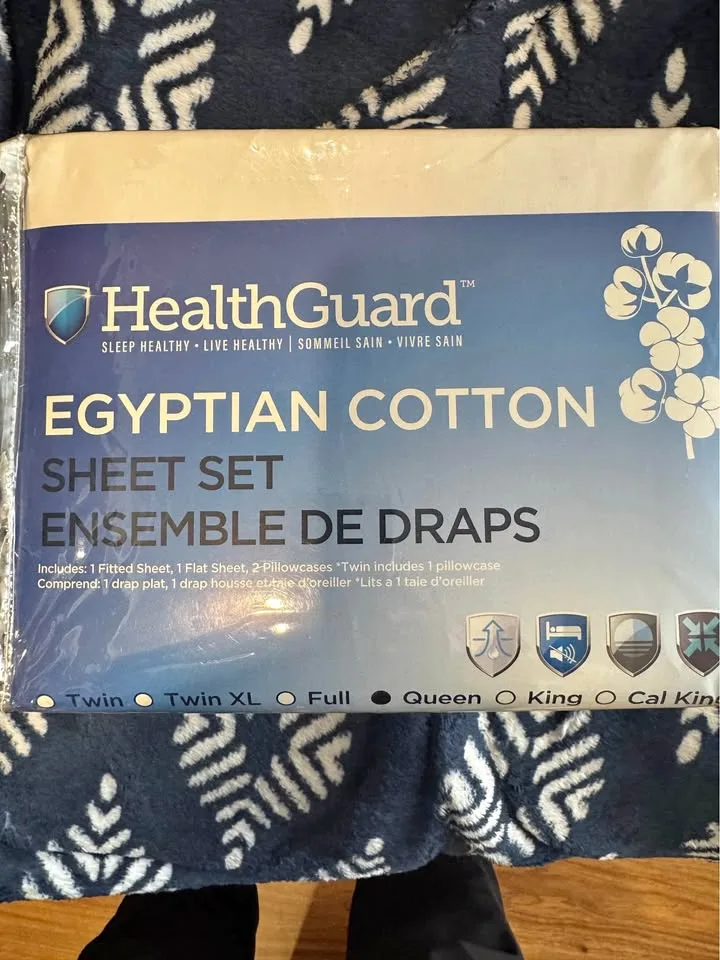 HealthGuard™
SLEEP HEALTHY • LIVE HEALTHY | SOMMEIL SAIN • VIVRE SAIN
EGYPTIAN COTTON
SHEET SET
ENSEMBLE DE DRAPS
Includes: 1 Fitted Sheet, 1 Flat Sheet, 2 Pillowcases *Twin includes 1 pillowcase
Comprend: 1 drap plat, 1 drap housse et taie d'oreiller *Lits a 1 taie d'oreiller
Twin Twin XL Full Queen King Cal Kin